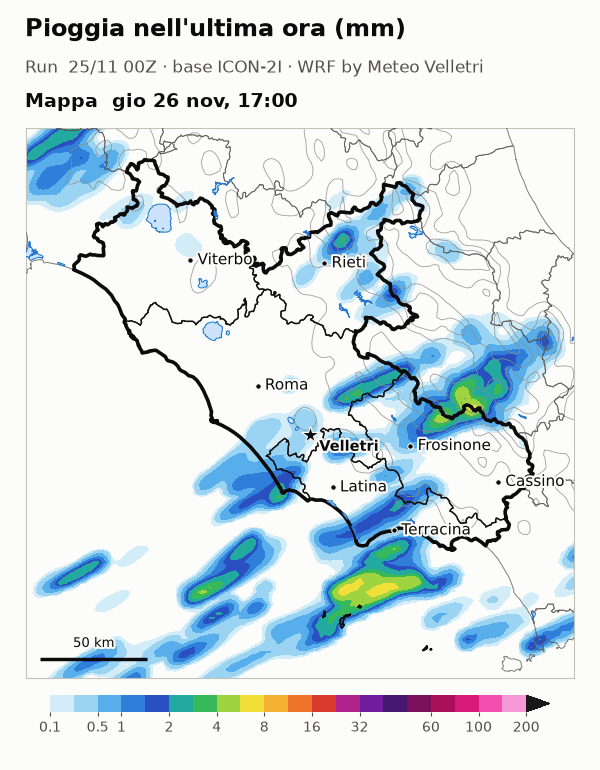 Pioggia nell'ultima ora (mm)
Run  25/11 00Z · base ICON-2I · WRF by Meteo Velletri
Mappa  gio 26 nov, 17:00
Viterbo
Rieti
Roma
Velletri
Frosinone
Latina
Cassino
Terracina
50 km
0.1 0.5 1 2 4 8 16 32 60 100 200